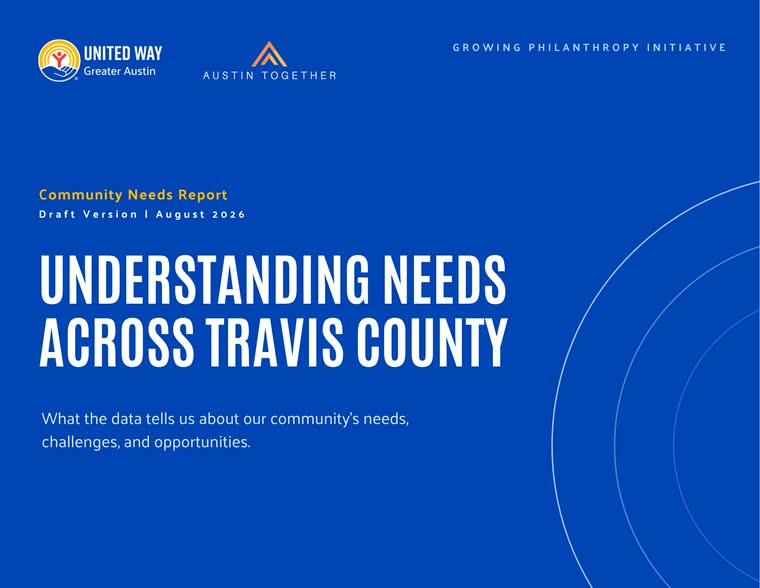 UNITED WAY
Greater Austin
AUSTIN TOGETHER
GROWING PHILANTHROPY INITIATIVE
Community Needs Report
Draft Version | August 2026
UNDERSTANDING NEEDS
ACROSS TRAVIS COUNTY
What the data tells us about our community's needs,
challenges, and opportunities.